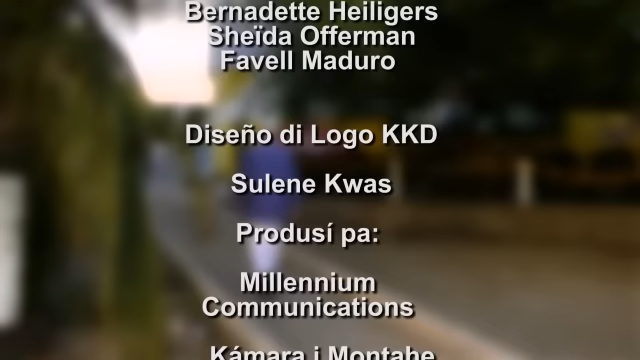 Bernadette Heiligers
Sheïda Offerman
Favell Maduro
Diseño di Logo KKD
Sulene Kwas
Produsí pa:
Millennium
Communications
Kámara i Montahe